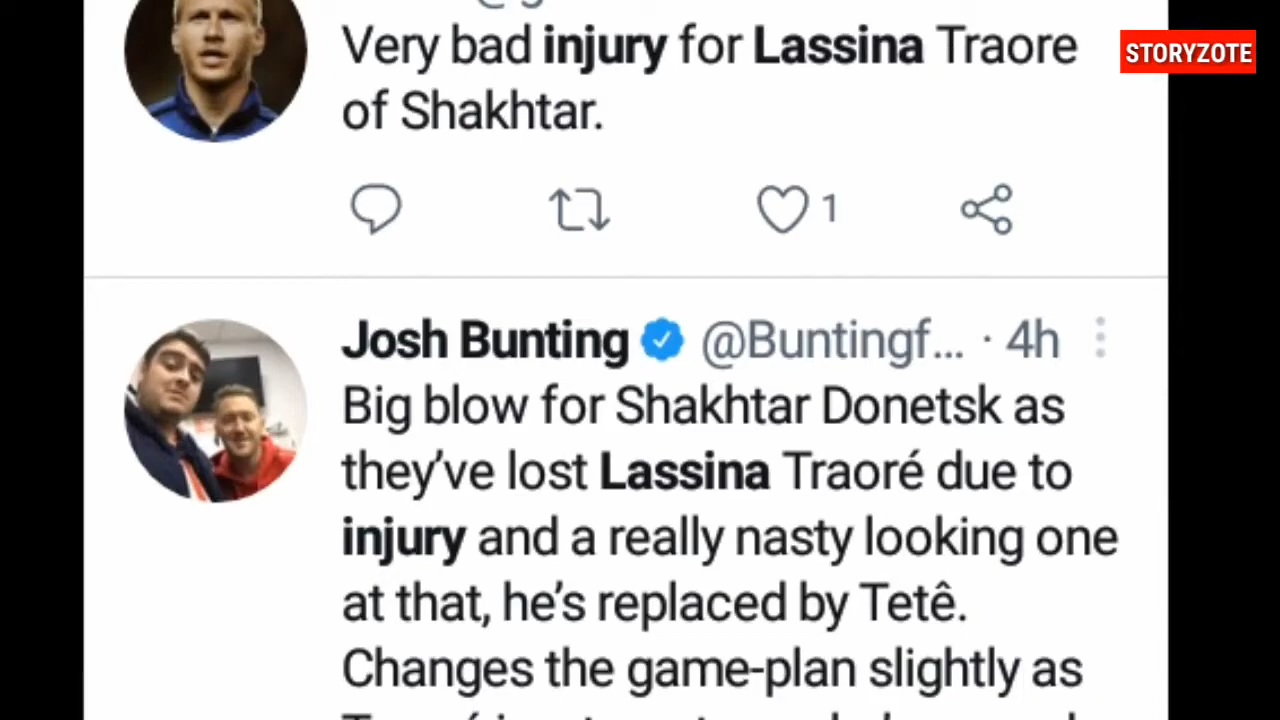 STORYZOTE
Very bad injury for Lassina Traore
of Shakhtar.
1
Josh Bunting @Buntingf... · 4h
Big blow for Shakhtar Donetsk as
they've lost Lassina Traoré due to
injury and a really nasty looking one
at that, he's replaced by Tetê.
Changes the game-plan slightly as